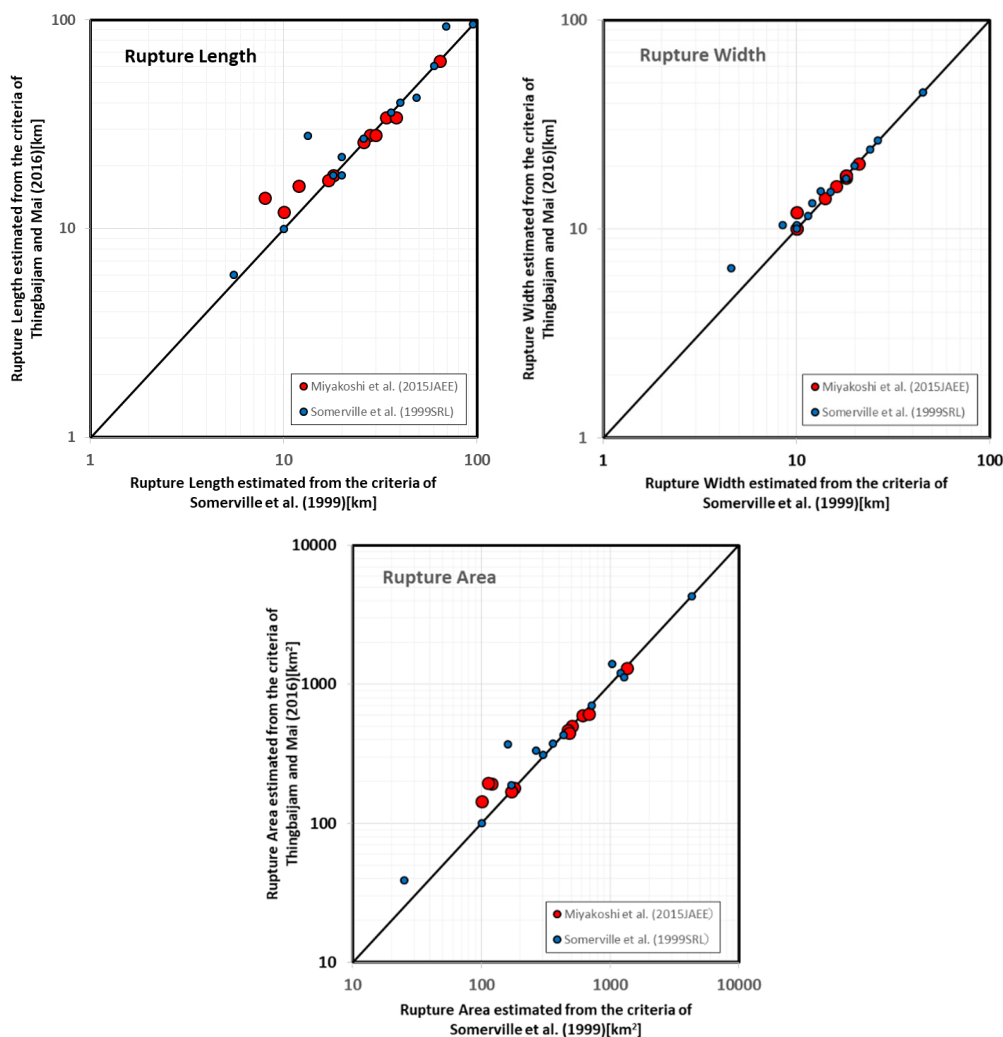 Rupture Length
100
10
1
1
10
100
Rupture Length estimated from the criteria of
Thingbaijam and Mai (2016)[km]
Miyakoshi et al. (2015JAEE)
Somerville et al. (1999SRL)
Rupture Length estimated from the criteria of
Somerville et al. (1999)[km]
Rupture Width
100
10
1
1
10
100
Rupture Width estimated from the criteria of
Thingbaijam and Mai (2016)[km]
Miyakoshi et al. (2015JAEE)
Somerville et al. (1999SRL)
Rupture Width estimated from the criteria of
Somerville et al. (1999)[km]
Rupture Area
10000
1000
100
10
10
100
1000
10000
Rupture Area estimated from the criteria of
Thingbaijam and Mai (2016)[km²]
Miyakoshi et al. (2015JAEE）
Somerville et al. (1999SRL）
Rupture Area estimated from the criteria of
Somerville et al. (1999)[km²]